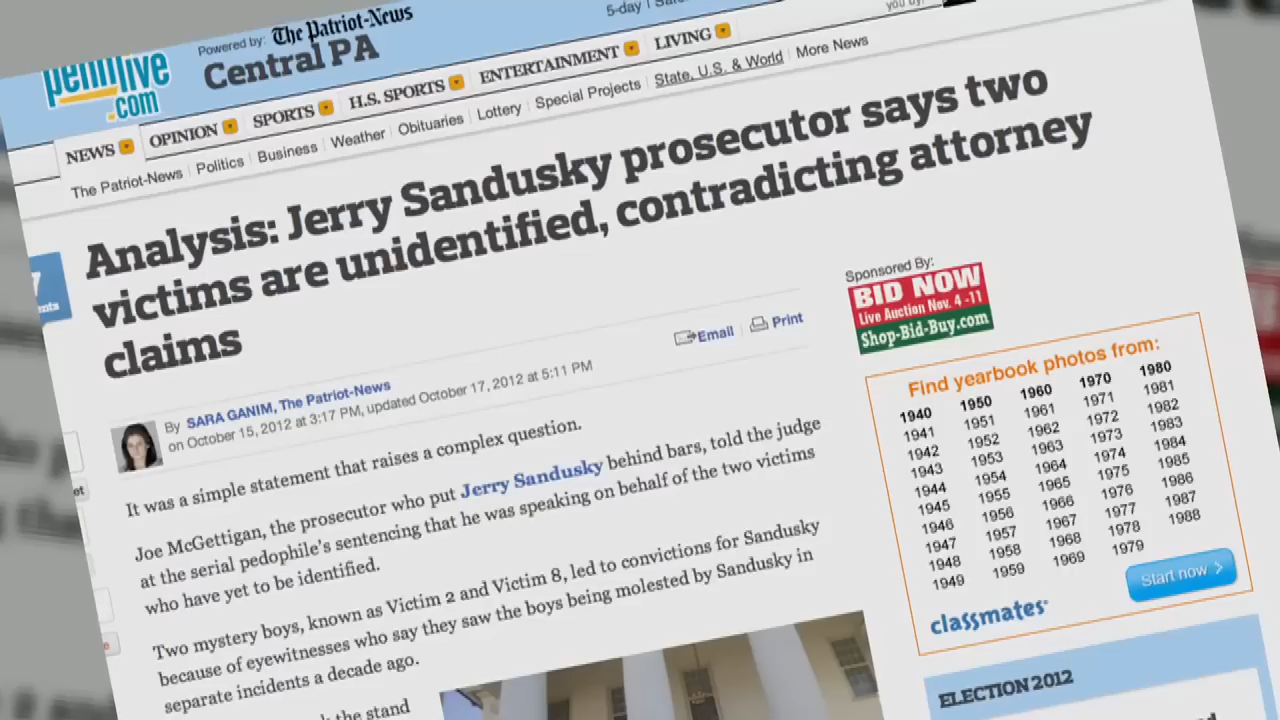 pennlive
.com
Powered by: The Patriot-News
Central PA
5-day
NEWS
OPINION
SPORTS
H.S. SPORTS
ENTERTAINMENT
LIVING
The Patriot-News | Politics | Business | Weather | Obituaries | Lottery | Special Projects | State, U.S. & World | More News
Analysis: Jerry Sandusky prosecutor says two
victims are unidentified, contradicting attorney
claims
Email | Print
By SARA GANIM, The Patriot-News
on October 15, 2012 at 3:17 PM, updated October 17, 2012 at 5:11 PM
It was a simple statement that raises a complex question.
Joe McGettigan, the prosecutor who put Jerry Sandusky behind bars, told the judge
at the serial pedophile's sentencing that he was speaking on behalf of the two victims
who have yet to be identified.
Two mystery boys, known as Victim 2 and Victim 8, led to convictions for Sandusky
because of eyewitnesses who say they saw the boys being molested by Sandusky in
separate incidents a decade ago.
the stand
Sponsored By:
BID NOW
Live Auction Nov. 4 -11
Shop-Bid-Buy.com
Find yearbook photos from:
1940 1950 1960 1970 1980
1941 1951 1961 1971 1981
1942 1952 1962 1972 1982
1943 1953 1963 1973 1983
1944 1954 1964 1974 1984
1945 1955 1965 1975 1985
1946 1956 1966 1976 1986
1947 1957 1967 1977 1987
1948 1958 1968 1978 1988
1949 1959 1969 1979
Start now >
classmates
ELECTION 2012